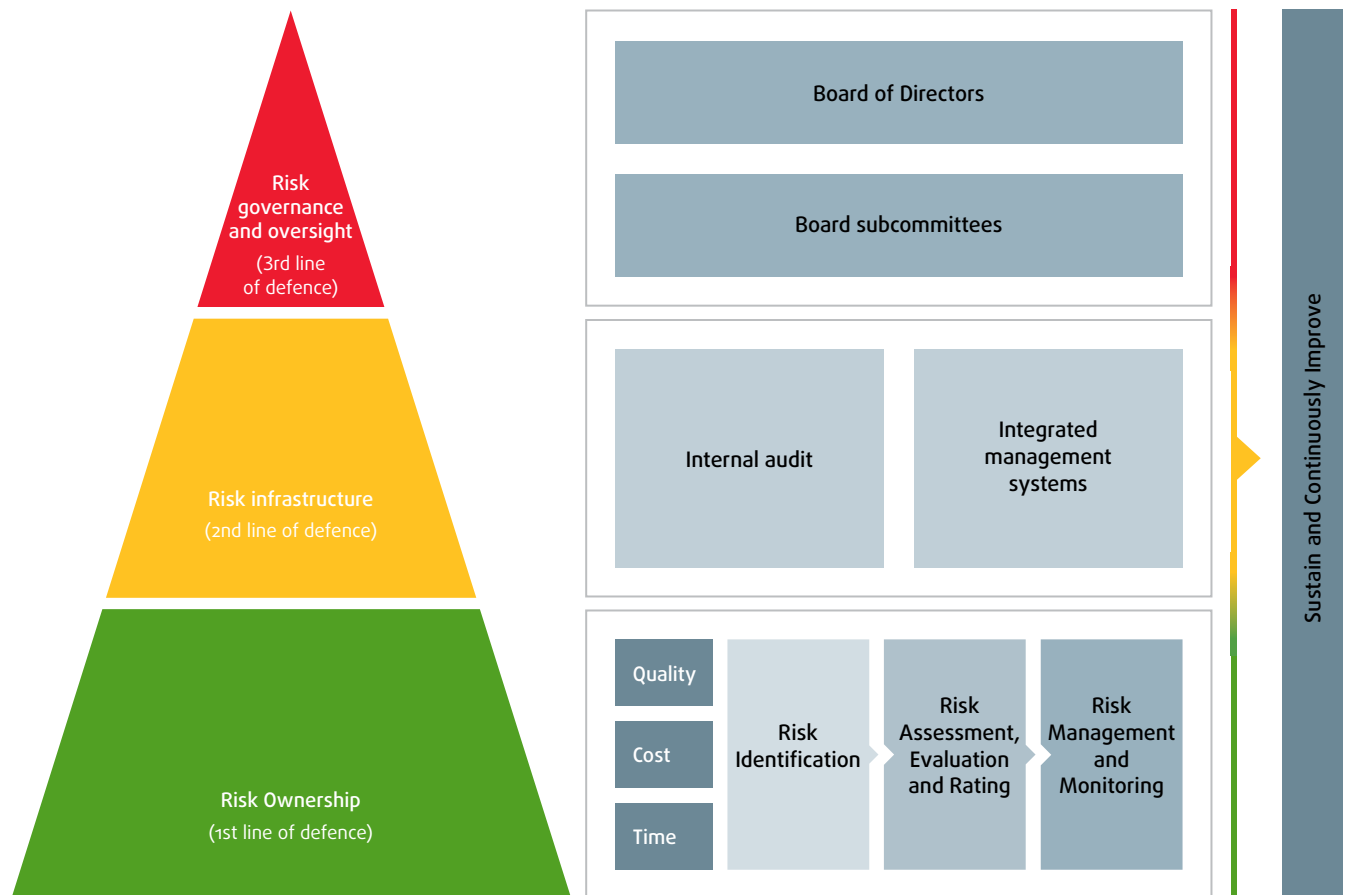 Risk
governance
and oversight
(3rd line
of defence)
Board of Directors
Board subcommittees
Risk infrastructure
(2nd line of defence)
Internal audit
Integrated
management
systems
Risk Ownership
(1st line of defence)
Quality
Cost
Time
Risk
Identification
Risk
Assessment,
Evaluation
and Rating
Risk
Management
and
Monitoring
Sustain and Continuously Improve